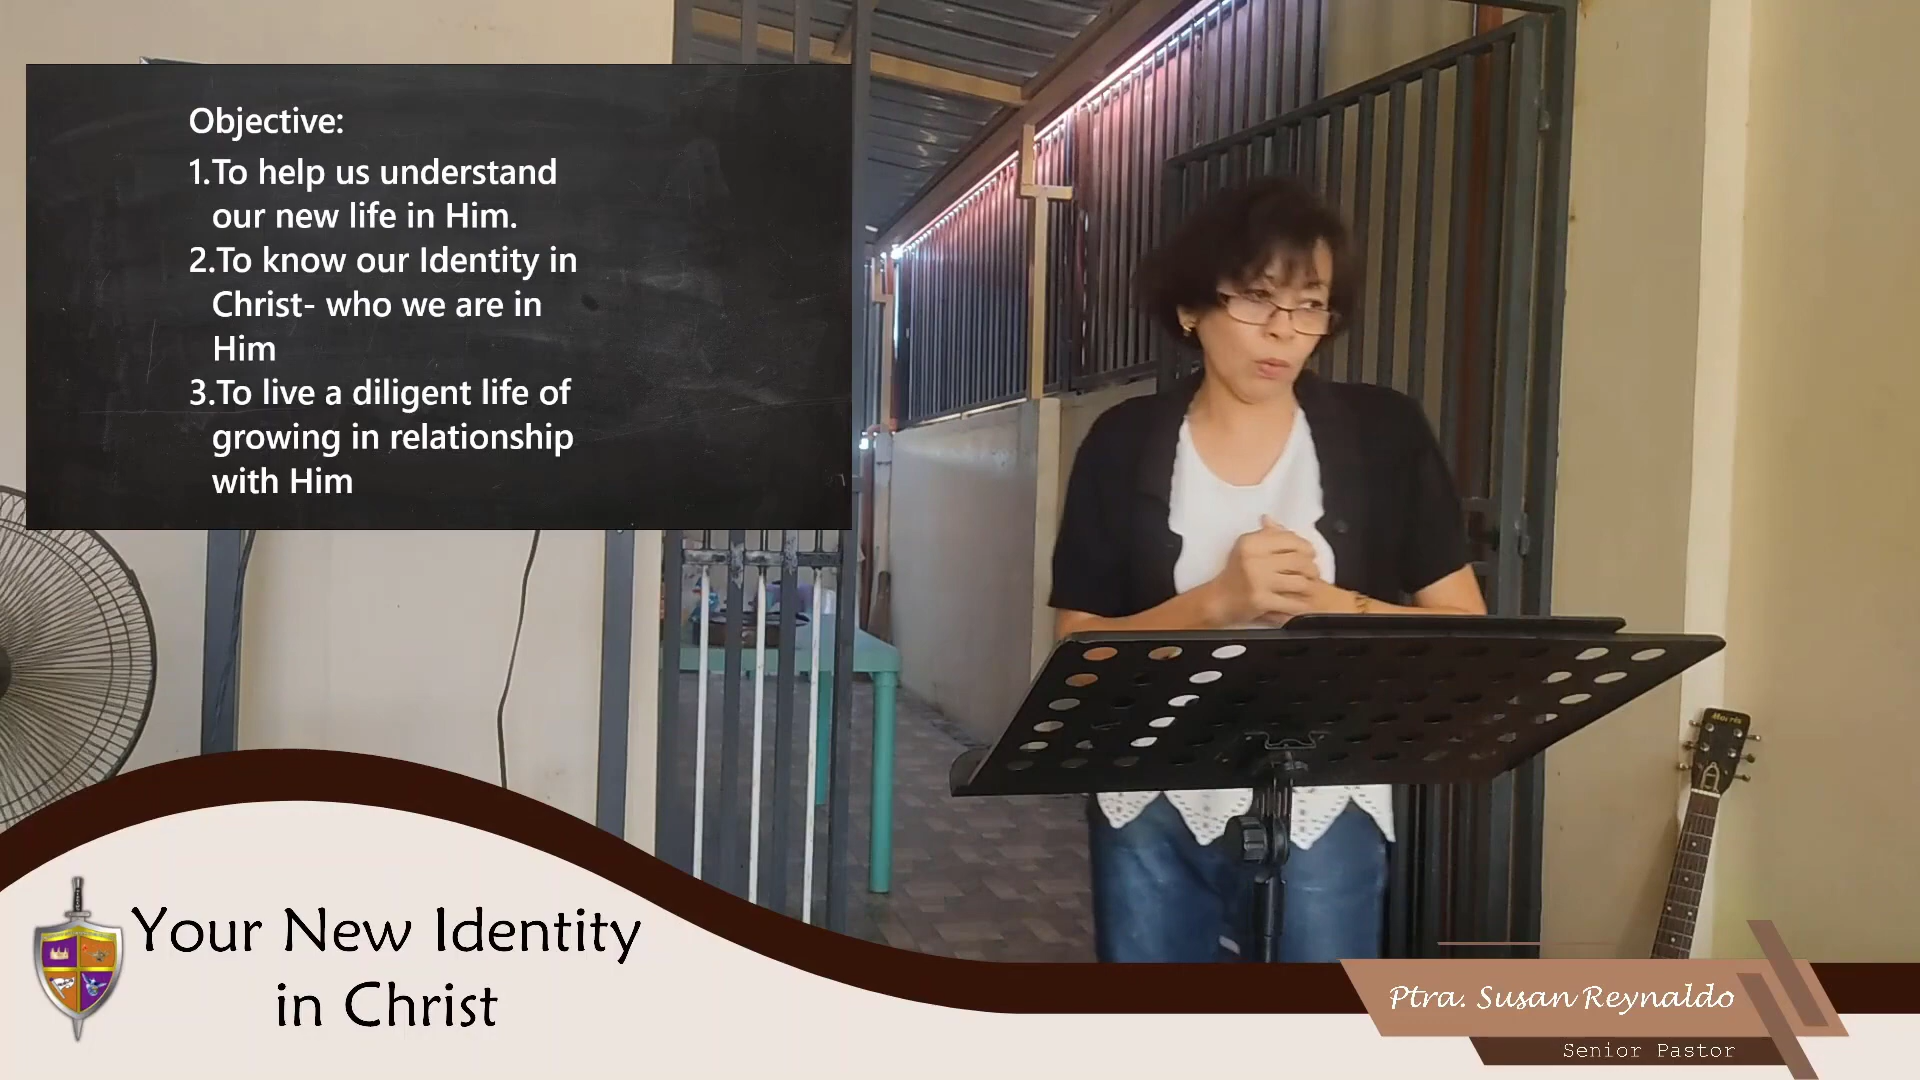 Objective:
1.To help us understand
our new life in Him.
2.To know our Identity in
Christ- who we are in
Him
3.To live a diligent life of
growing in relationship
with Him
Morris
Your New Identity
in Christ
Ptra. Susan Reynaldo
Senior Pastor